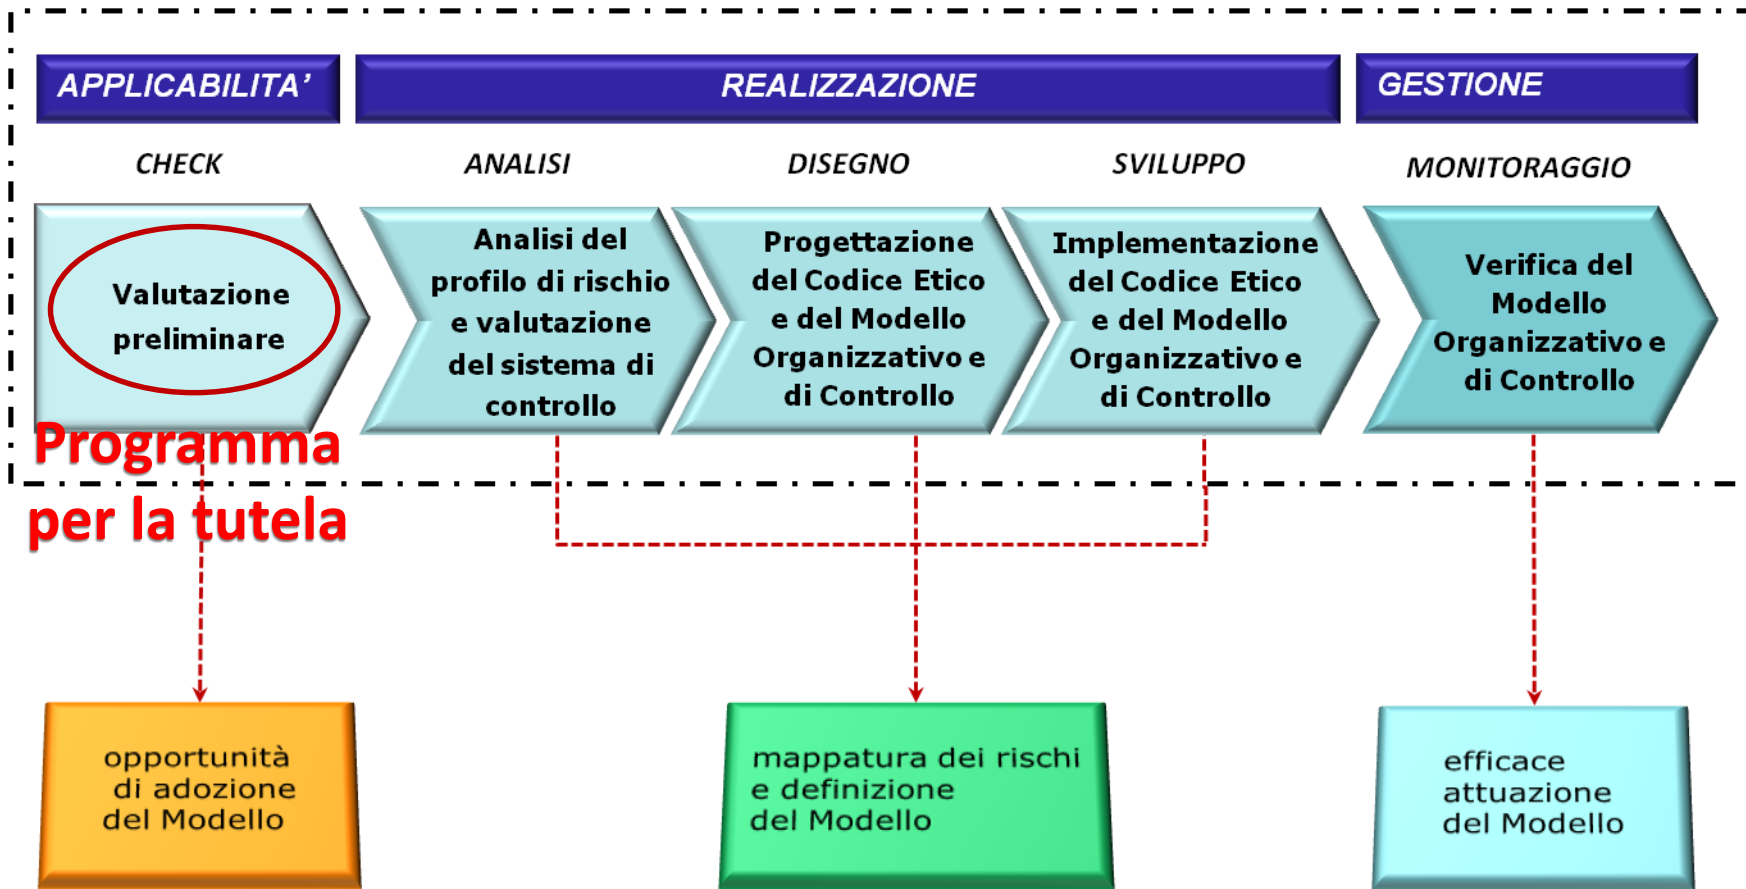 APPLICABILITA’
REALIZZAZIONE
GESTIONE
CHECK
ANALISI
DISEGNO
SVILUPPO
MONITORAGGIO
Valutazione
preliminare
Analisi del
profilo di rischio
e valutazione
del sistema di
controllo
Progettazione
del Codice Etico
e del Modello
Organizzativo e
di Controllo
Implementazione
del Codice Etico
e del Modello
Organizzativo e
di Controllo
Verifica del
Modello
Organizzativo e
di Controllo
Programma
per la tutela
opportunità
di adozione
del Modello
mappatura dei rischi
e definizione
del Modello
efficace
attuazione
del Modello